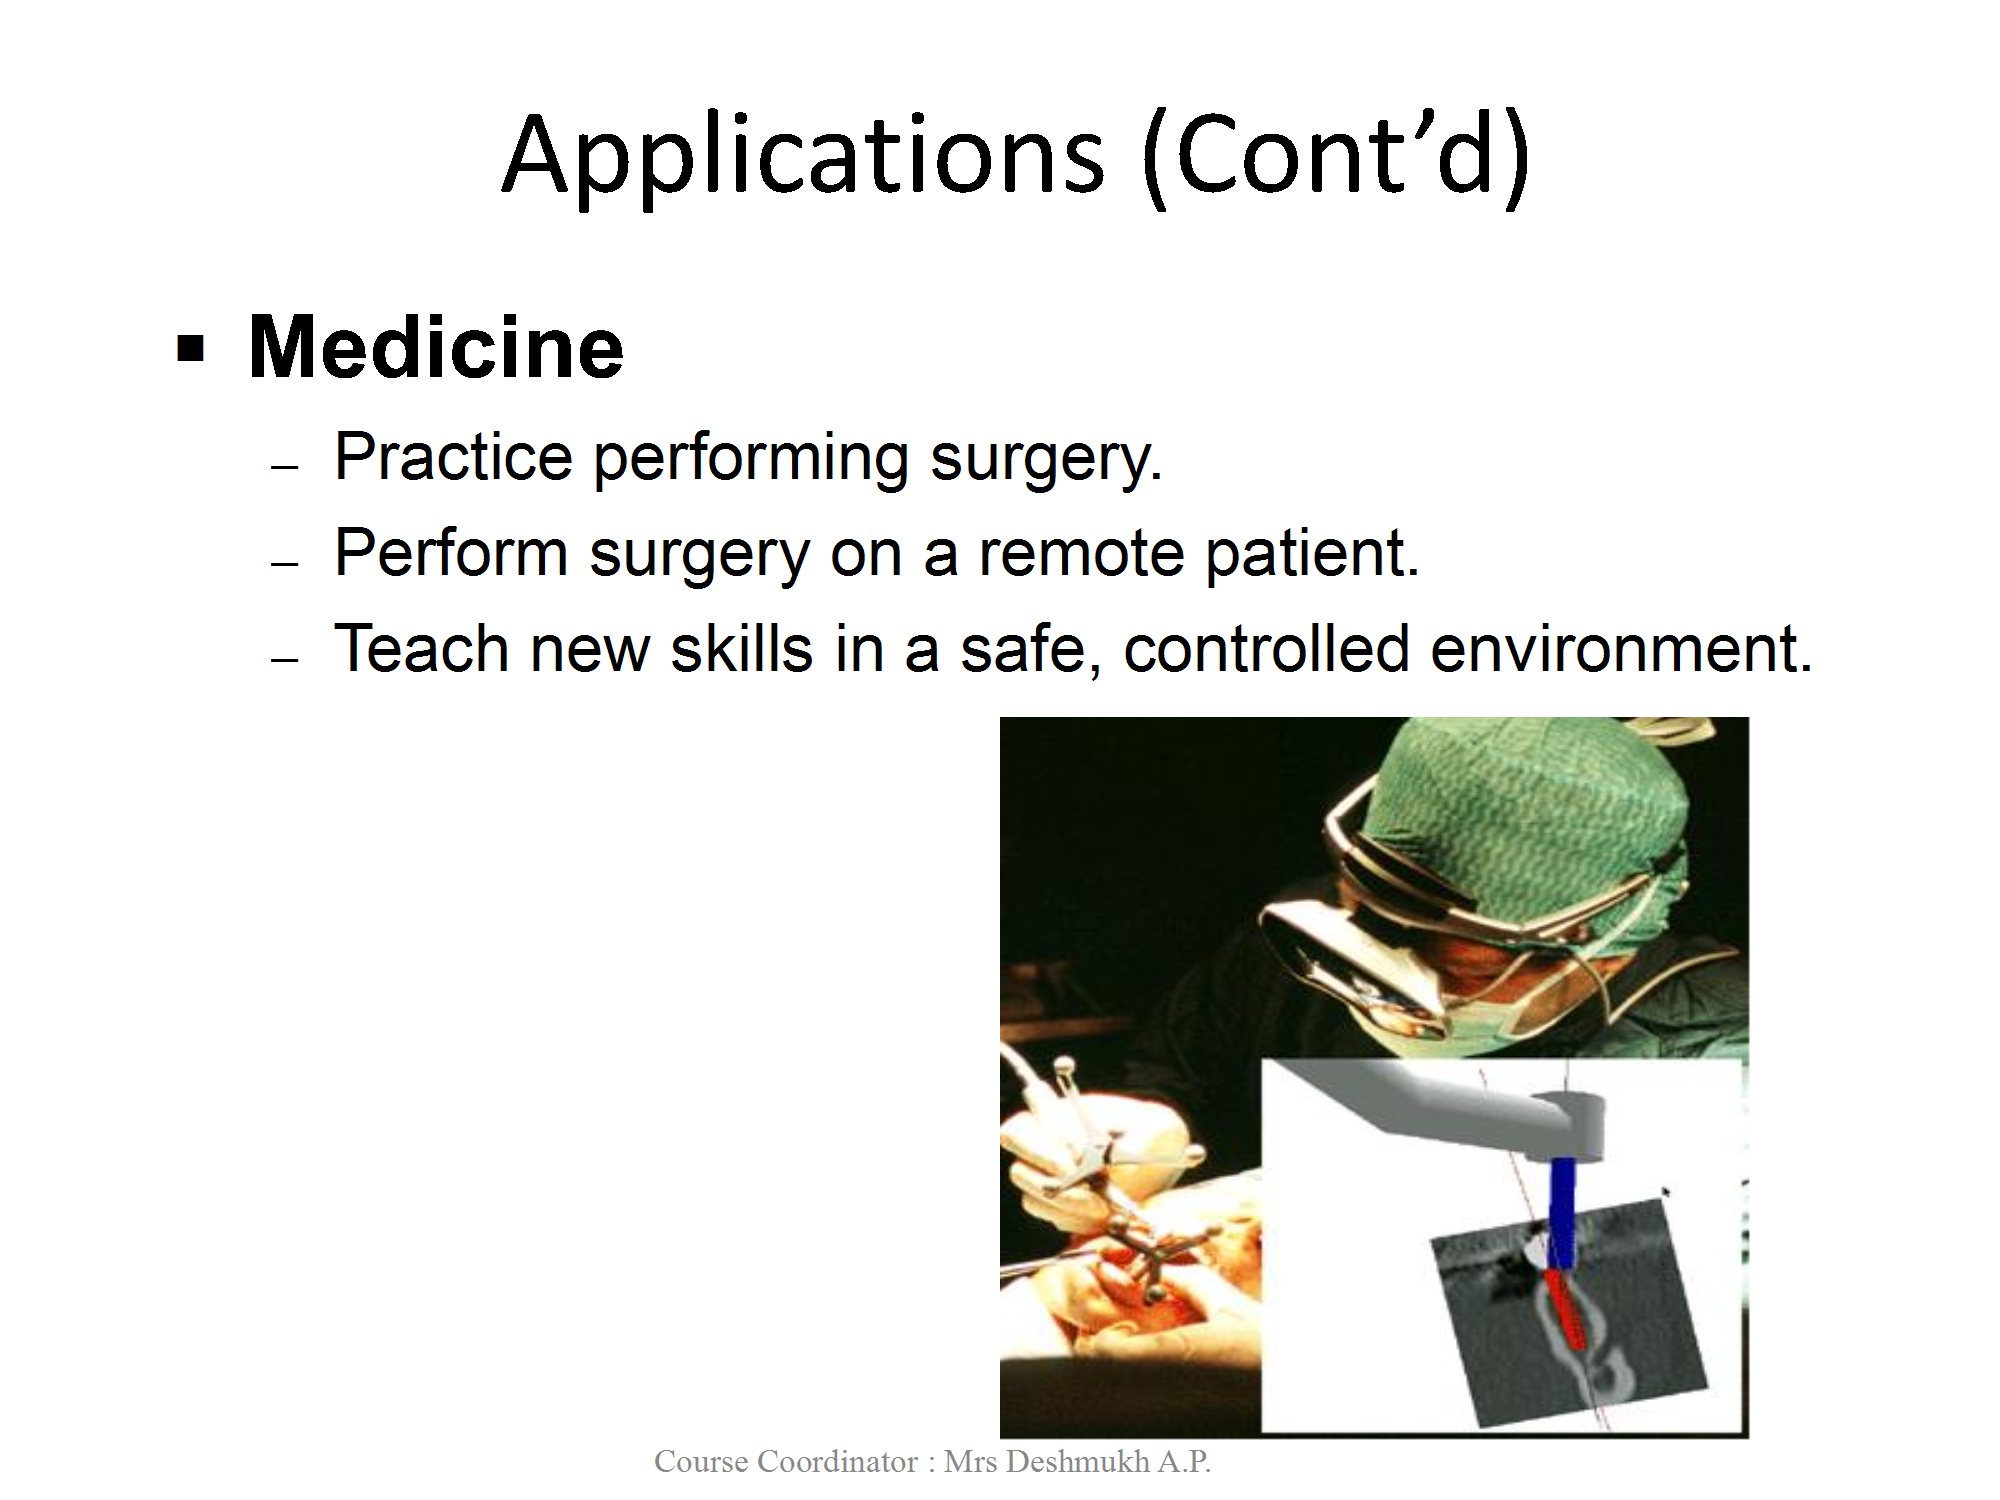 Applications (Cont’d)
▪ Medicine
– Practice performing surgery.
– Perform surgery on a remote patient.
– Teach new skills in a safe, controlled environment.
Course Coordinator : Mrs Deshmukh A.P.